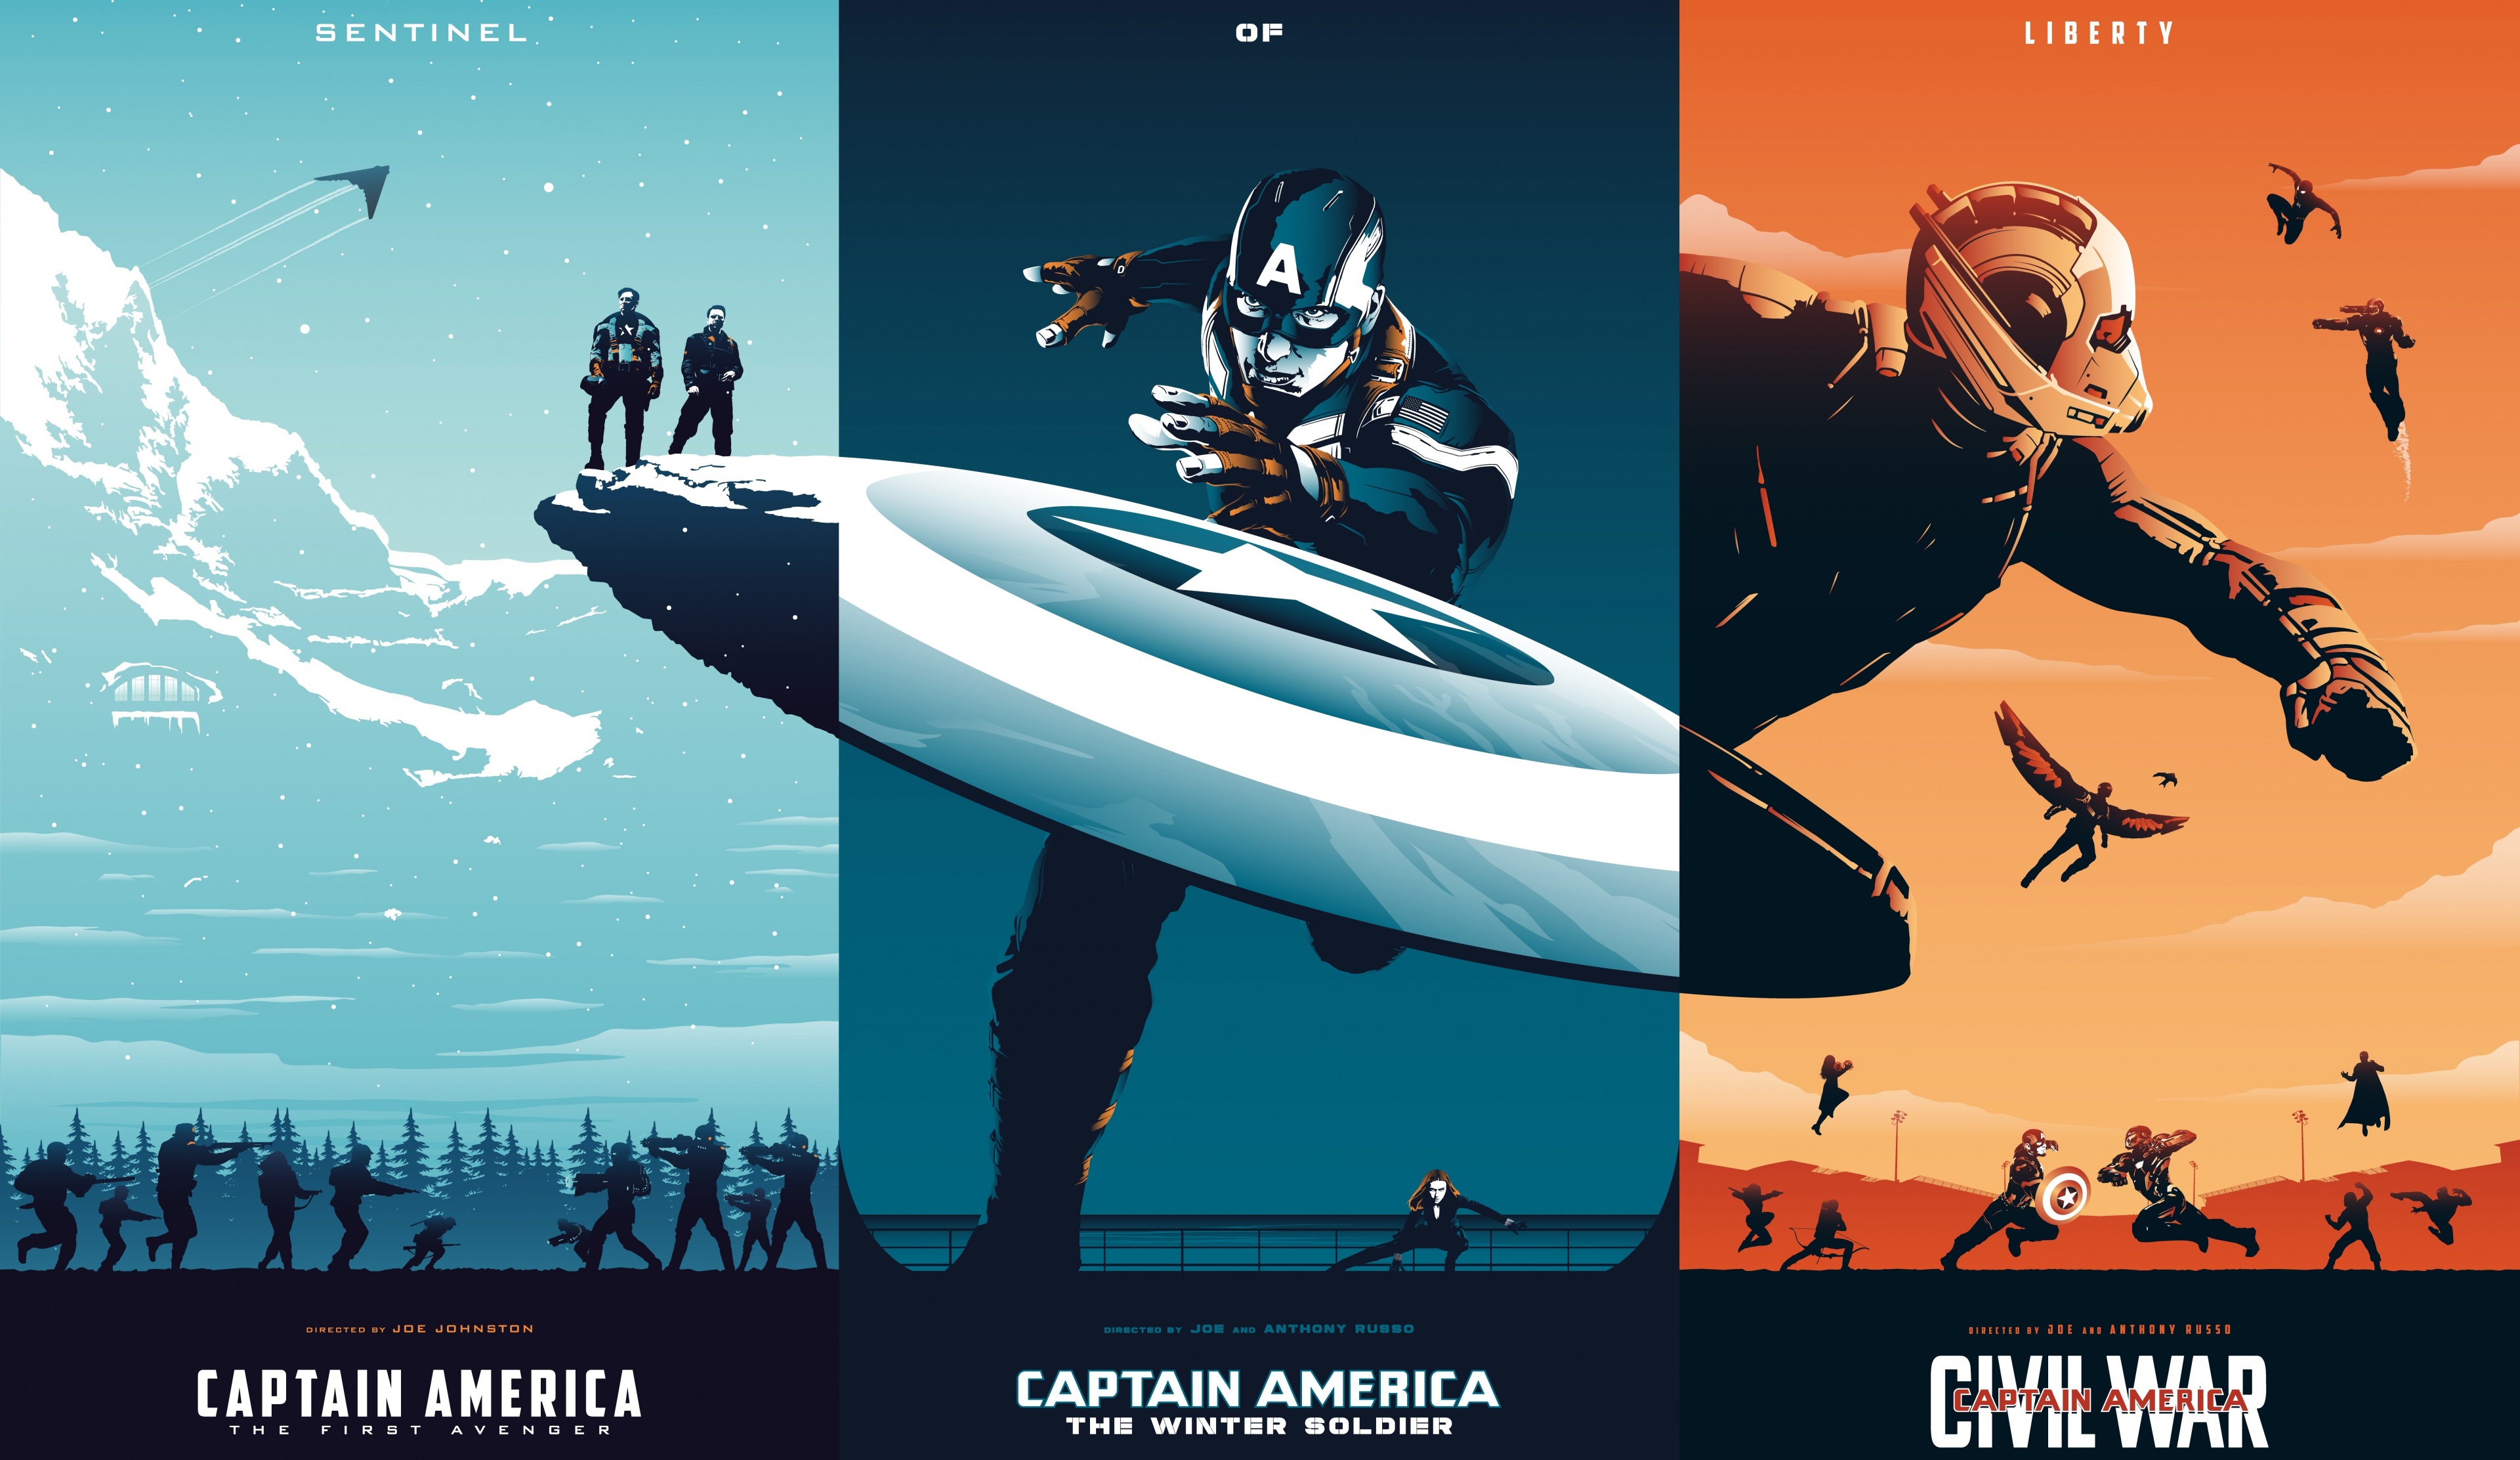 SENTINEL
OF
LIBERTY
A
DIRECTED BY JOE JOHNSTON
CAPTAIN AMERICA
THE FIRST AVENGER
DIRECTED BY JOE AND ANTHONY RUSSO
CAPTAIN AMERICA
THE WINTER SOLDIER
DIRECTED BY JOE AND ANTHONY RUSSO
CIVIL WAR
CAPTAIN AMERICA